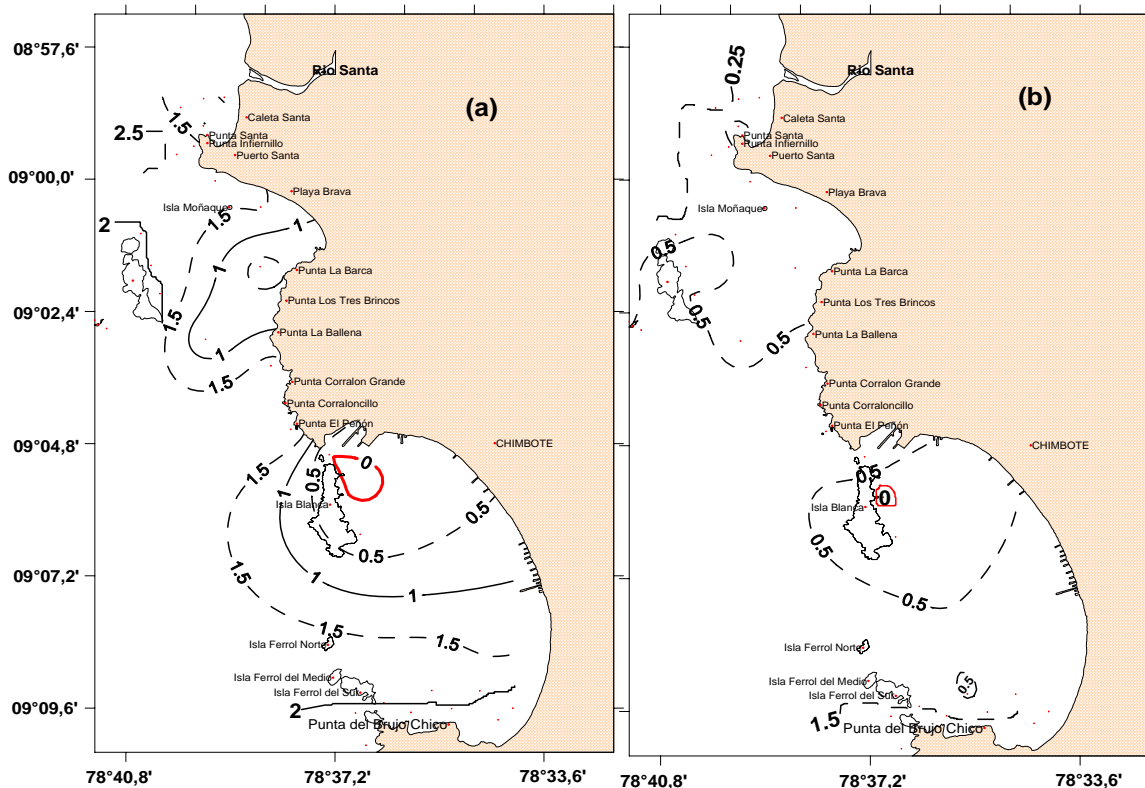 08°57,6'
09°00,0'
09°02,4'
09°04,8'
09°07,2'
09°09,6'
78°40,8'
78°37,2'
78°33,6'
(a)
Rio Santa
Caleta Santa
1.5
2.5
Punta Santa
Punta Infiernillo
Puerto Santa
Playa Brava
Isla Moñaque
1.5
2
1
1
Punta La Barca
Punta Los Tres Brincos
1.5
Punta La Ballena
1
1.5
Punta Corralon Grande
Punta Corraloncillo
Punta El Peñón
CHIMBOTE
0
1.5
0.5
1
Isla Blanca
0.5
0.5
1.5
1
1.5
1.5
Isla Ferrol Norte
Isla Ferrol del Medio
Isla Ferrol del Sur
2
Punta del Brujo Chico
(b)
0.25
Rio Santa
Caleta Santa
Punta Santa
Punta Infiernillo
Puerto Santa
Playa Brava
Isla Moñaque
0.5
Punta La Barca
Punta Los Tres Brincos
0.5
Punta La Ballena
0.5
Punta Corralon Grande
Punta Corraloncillo
Punta El Peñón
CHIMBOTE
0.5
0
Isla Blanca
0.5
0.5
Isla Ferrol Norte
Isla Ferrol del Medio
0.5
Isla Ferrol del Sur
1.5
Punta del Brujo Chico
78°40,8'
78°37,2'
78°33,6'